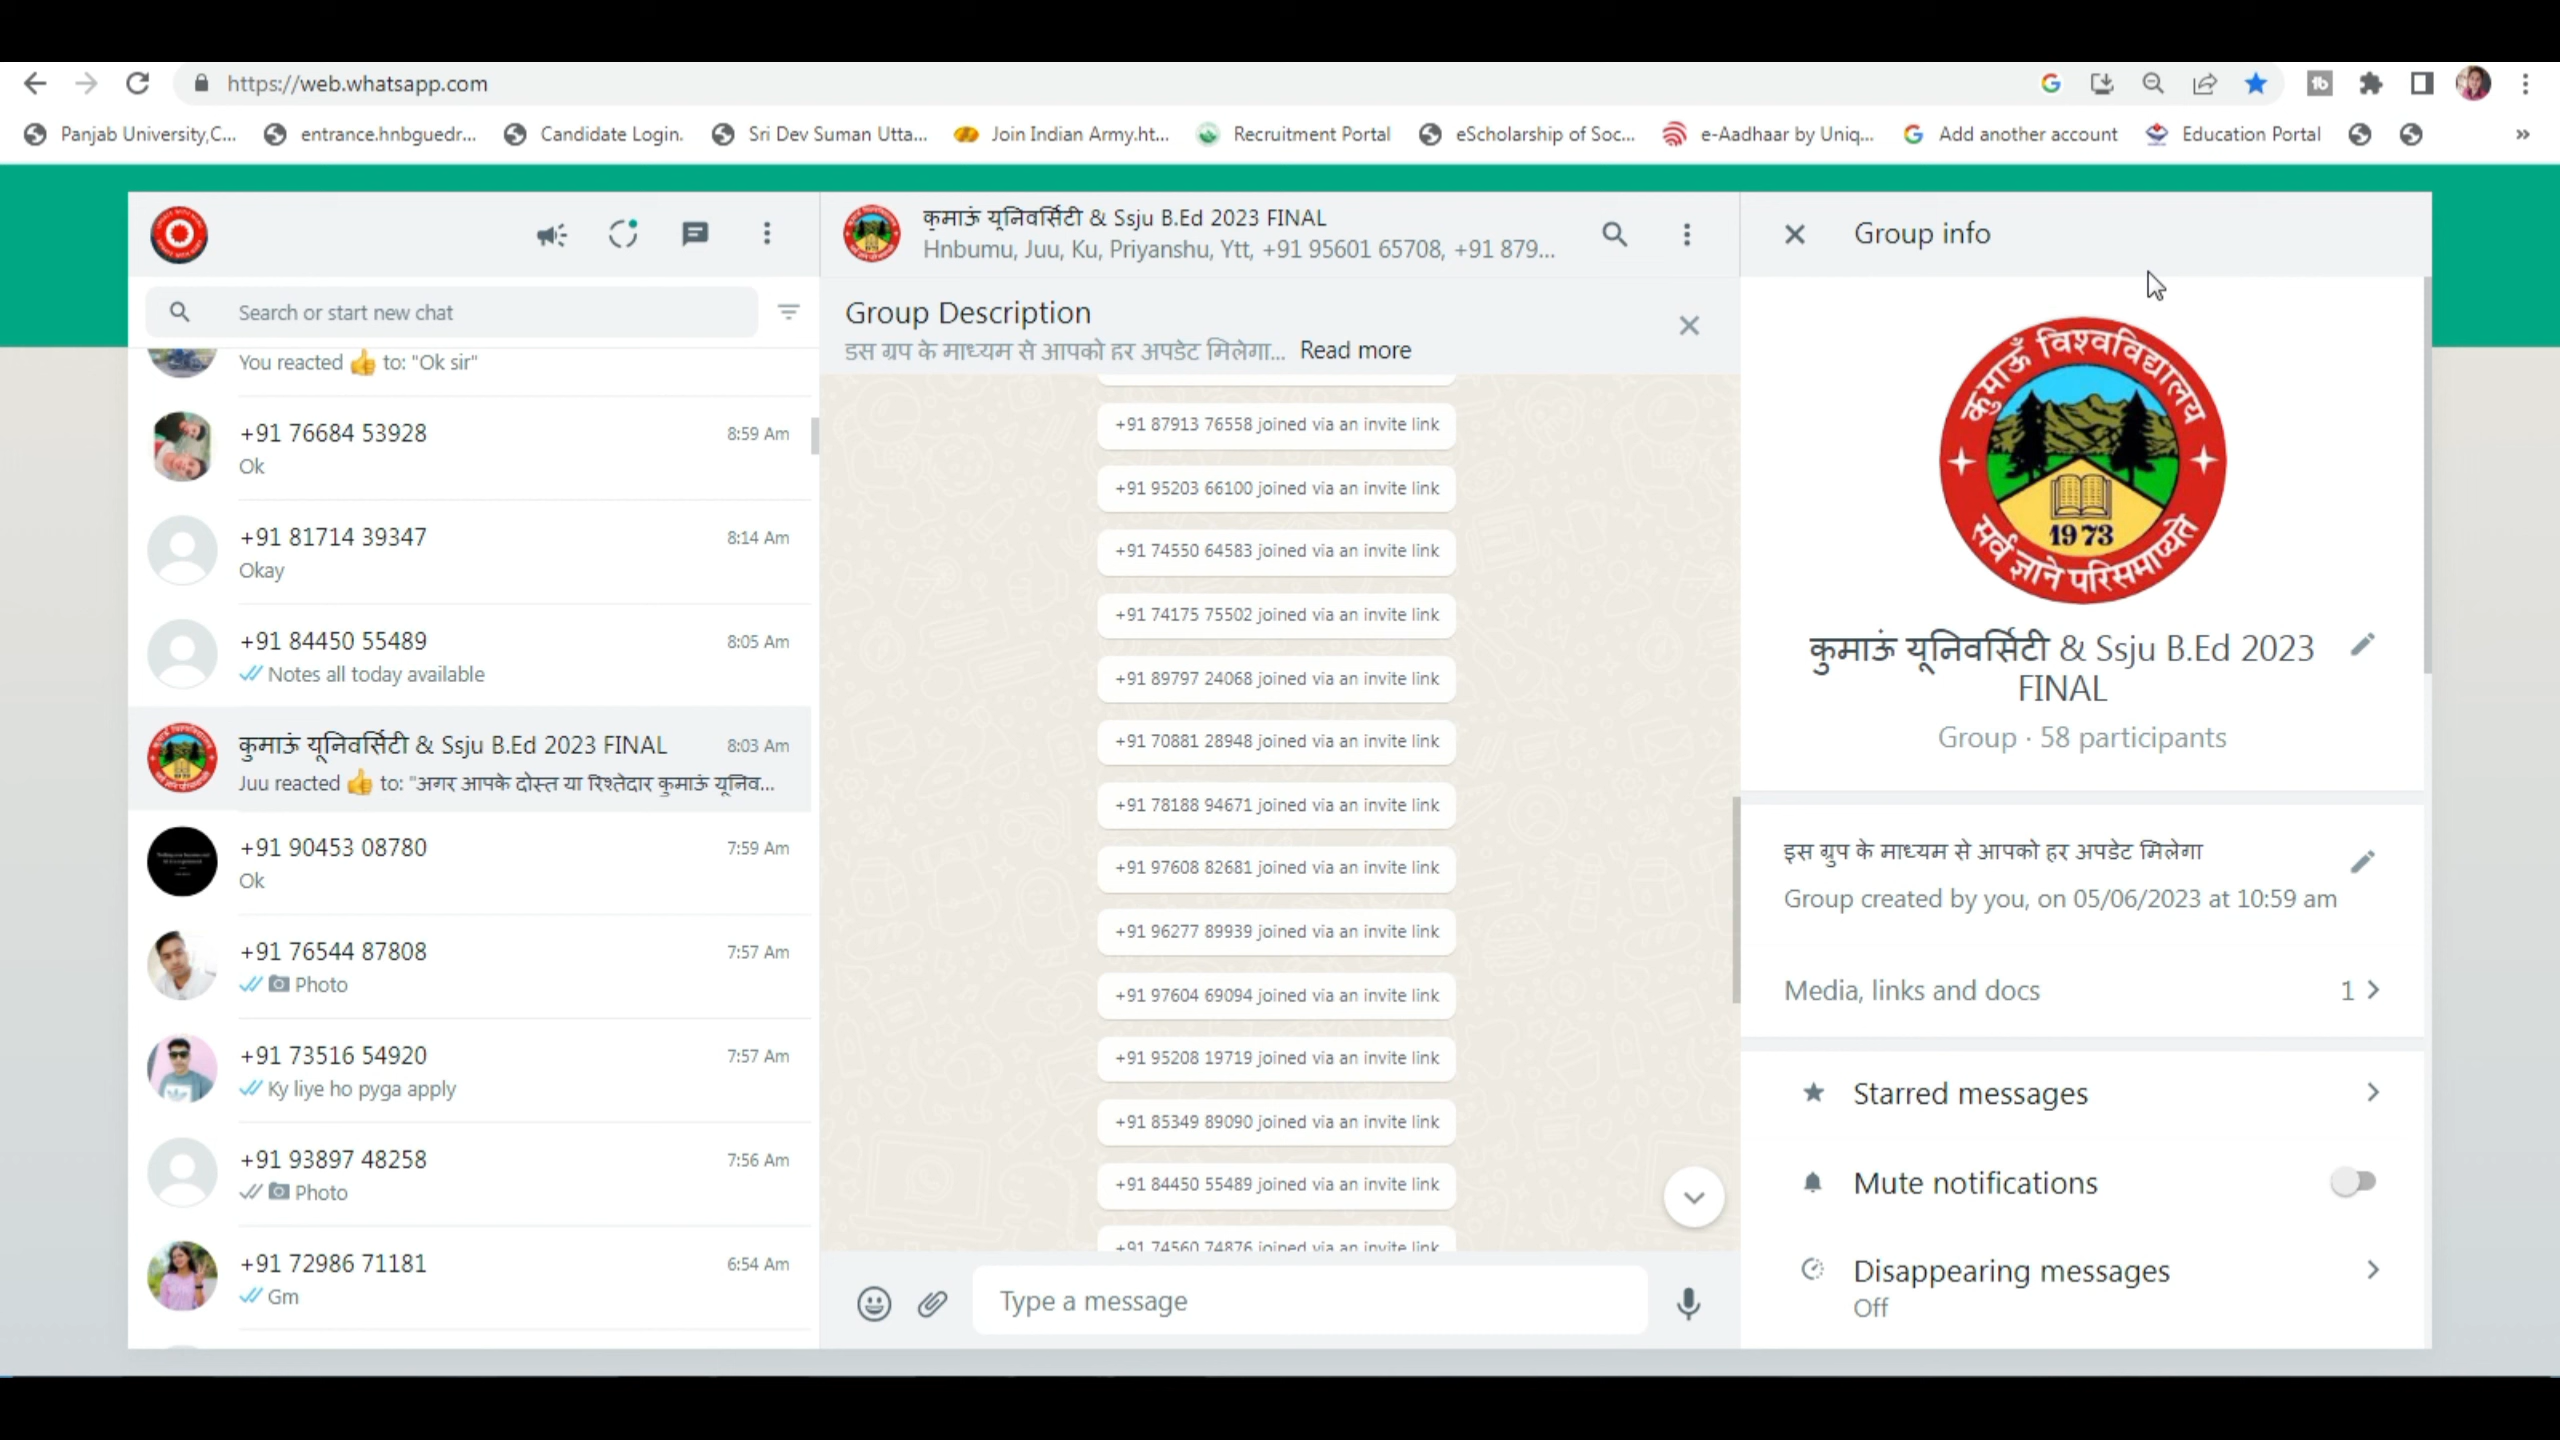 https://web.whatsapp.com
Panjab University,C...
entrance.hnbguedr...
Candidate Login.
Sri Dev Suman Utta...
Join Indian Army.ht...
Recruitment Portal
eScholarship of Soc...
e-Aadhaar by Uniq...
Add another account
Education Portal
Search or start new chat
You reacted 👍 to: "Ok sir"
+91 76684 53928
8:59 Am
Ok
+91 81714 39347
8:14 Am
Okay
+91 84450 55489
8:05 Am
Notes all today available
कुमाऊं यूनिवर्सिटी & Ssju B.Ed 2023 FINAL
8:03 Am
Juu reacted 👍 to: "अगर आपके दोस्त या रिश्तेदार कुमाऊं यूनिव...
+91 90453 08780
7:59 Am
Ok
+91 76544 87808
7:57 Am
Photo
+91 73516 54920
7:57 Am
Ky liye ho pyga apply
+91 93897 48258
7:56 Am
Photo
+91 72986 71181
6:54 Am
Gm
कुमाऊं यूनिवर्सिटी & Ssju B.Ed 2023 FINAL
Hnbumu, Juu, Ku, Priyanshu, Ytt, +91 95601 65708, +91 879...
Group Description
इस ग्रुप के माध्यम से आपको हर अपडेट मिलेगा... Read more
+91 87913 76558 joined via an invite link
+91 95203 66100 joined via an invite link
+91 74550 64583 joined via an invite link
+91 74175 75502 joined via an invite link
+91 89797 24068 joined via an invite link
+91 70881 28948 joined via an invite link
+91 78188 94671 joined via an invite link
+91 97608 82681 joined via an invite link
+91 96277 89939 joined via an invite link
+91 97604 69094 joined via an invite link
+91 95208 19719 joined via an invite link
+91 85349 89090 joined via an invite link
+91 84450 55489 joined via an invite link
+91 74560 74876 joined via an invite link
Type a message
Group info
कुमाऊँ विश्वविद्यालय
1973
सर्वं ज्ञाने परिसमाप्यते
कुमाऊं यूनिवर्सिटी & Ssju B.Ed 2023
FINAL
Group · 58 participants
इस ग्रुप के माध्यम से आपको हर अपडेट मिलेगा
Group created by you, on 05/06/2023 at 10:59 am
Media, links and docs
1
Starred messages
Mute notifications
Disappearing messages
Off